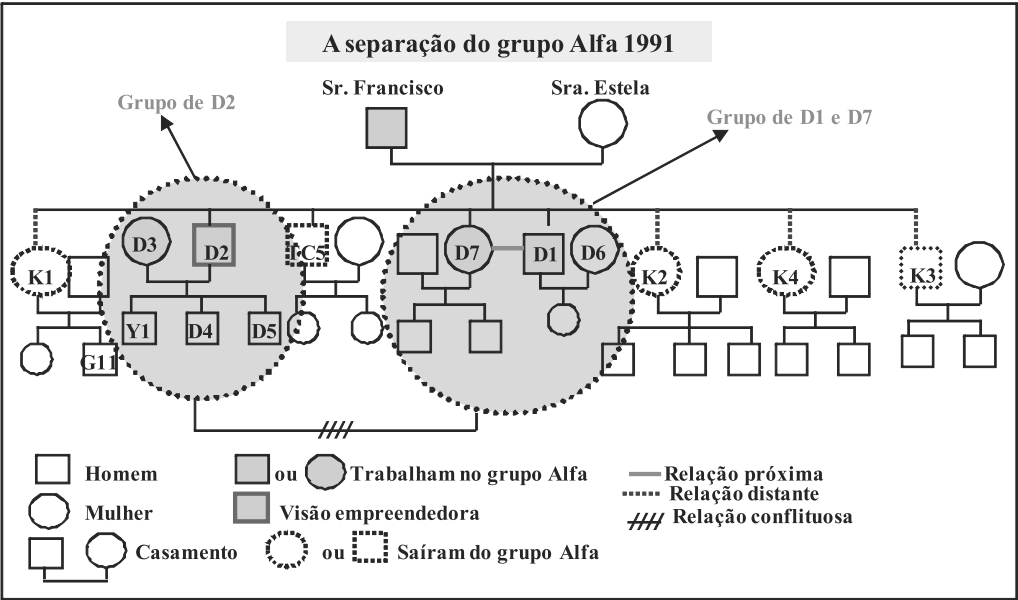 A separação do grupo Alfa 1991
Sr. Francisco
Sra. Estela
Grupo de D2
Grupo de D1 e D7
D3
D2
D7
D1
D6
K1
K2
K4
K3
Y1
D4
D5
G11
Homem
ou
Trabalham no grupo Alfa
Relação próxima
Relação distante
Mulher
Visão empreendedora
Relação conflituosa
Casamento
ou
Saíram do grupo Alfa